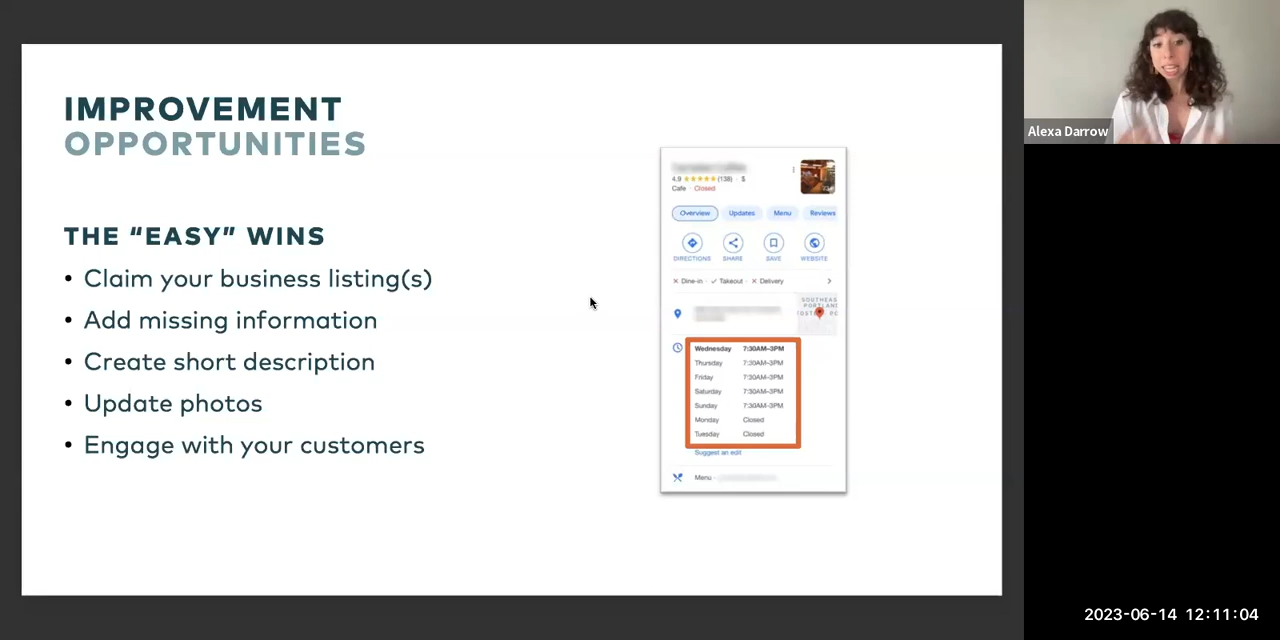 IMPROVEMENT
OPPORTUNITIES
THE “EASY” WINS
• Claim your business listing(s)
• Add missing information
• Create short description
• Update photos
• Engage with your customers
4.9 ★★★★★ (138) · $
Cafe · Closed
Overview Updates Menu Reviews
DIRECTIONS SHARE SAVE WEBSITE
× Dine-in · ✓ Takeout · × Delivery
SOUTHEAS
PORTLAND
Wednesday 7:30AM–3PM
Thursday 7:30AM–3PM
Friday 7:30AM–3PM
Saturday 7:30AM–3PM
Sunday 7:30AM–3PM
Monday Closed
Tuesday Closed
Suggest an edit
Menu ·
Alexa Darrow
2023-06-14 12:11:04